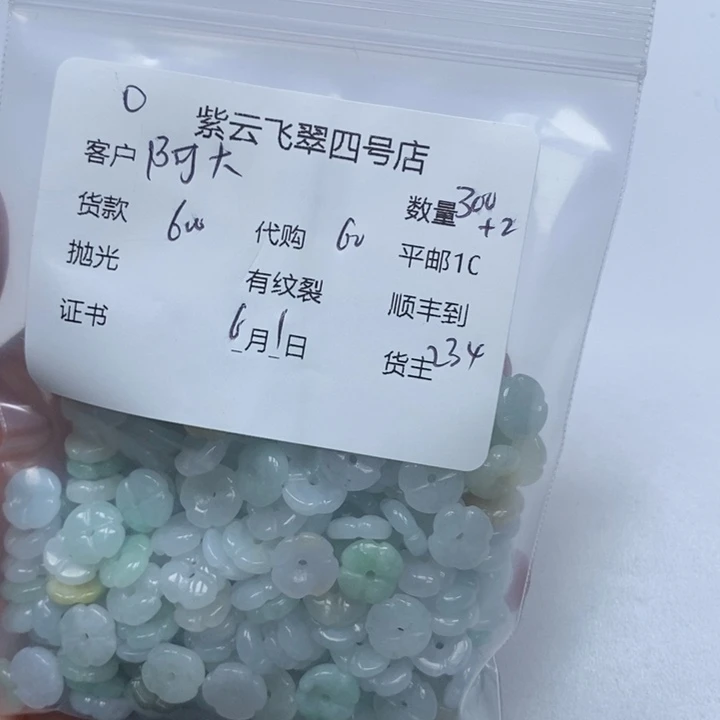 0
紫云飞翠四号店
客户 阿大
数量 300 +2
货款 600
代购 60
平邮1C
抛光
有纹裂
顺丰到
证书
6月1日
货主 234